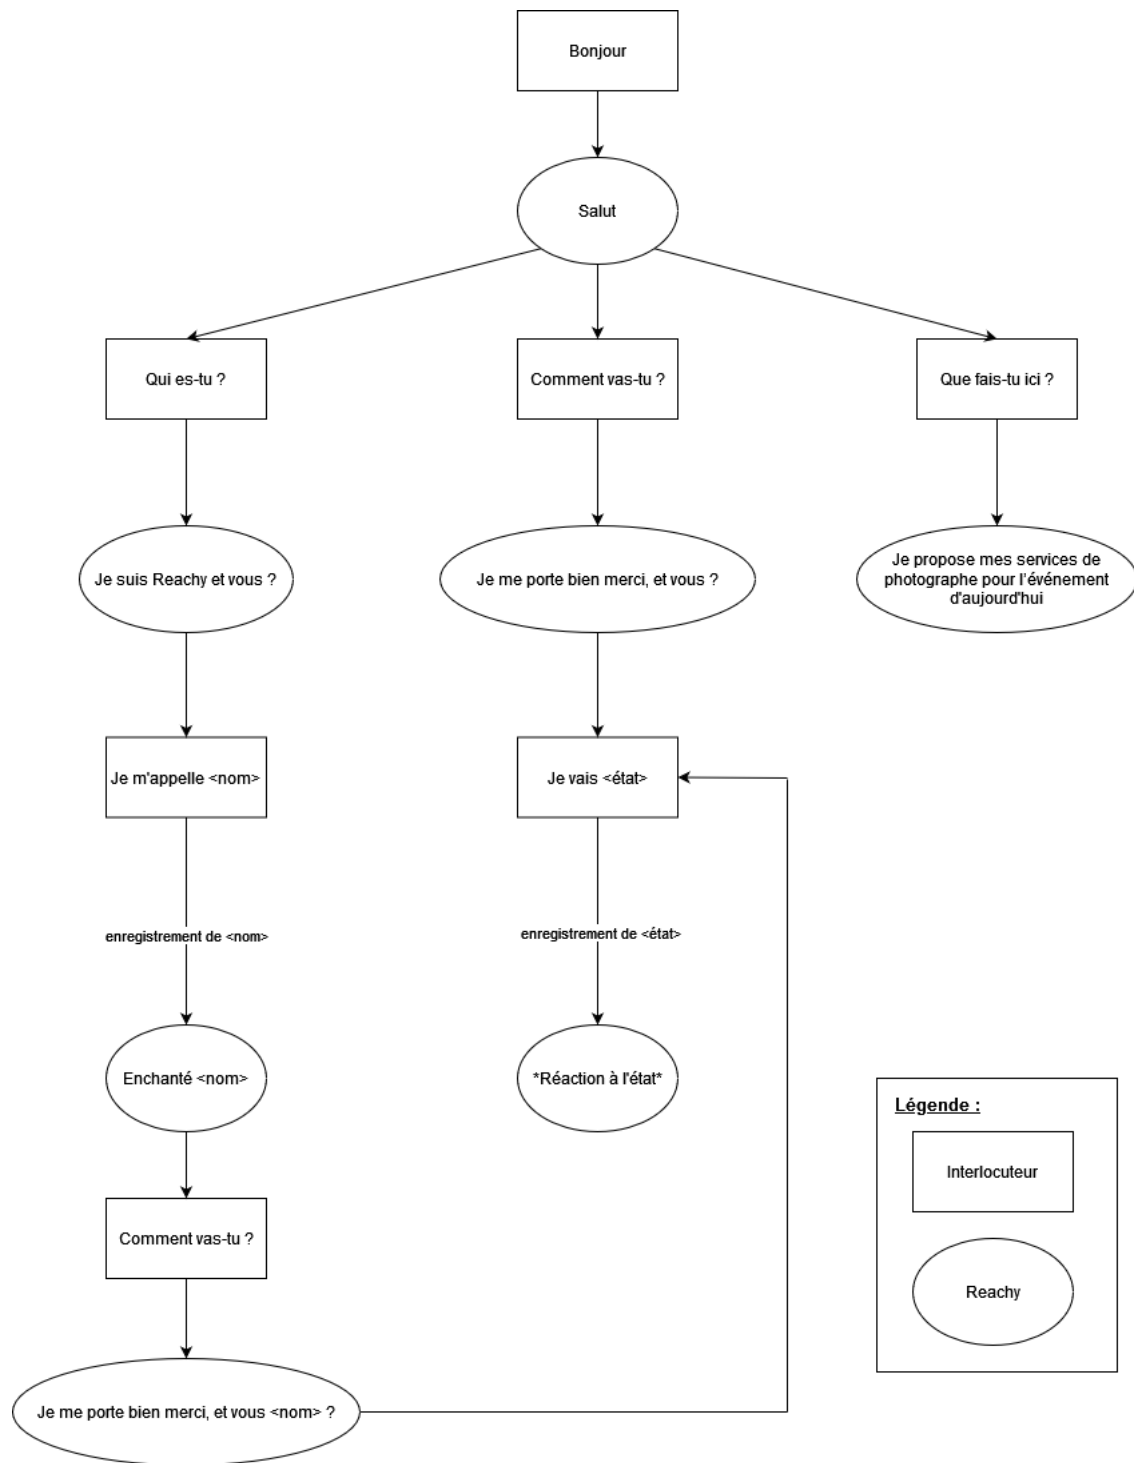 Bonjour
Salut
Qui es-tu ?
Comment vas-tu ?
Que fais-tu ici ?
Je suis Reachy et vous ?
Je me porte bien merci, et vous ?
Je propose mes services de
photographe pour l'événement
d'aujourd'hui
Je m'appelle <nom>
Je vais <état>
enregistrement de <nom>
enregistrement de <état>
Enchanté <nom>
*Réaction à l'état*
Comment vas-tu ?
Je me porte bien merci, et vous <nom> ?
Légende :
Interlocuteur
Reachy